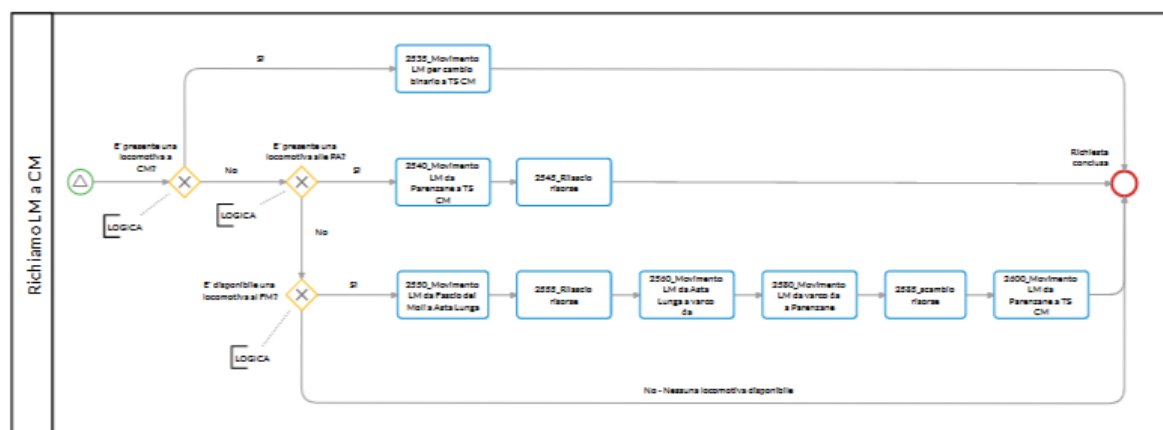 Richiamo LM a CM
SI
2535_Movimento
LM per cambio
binario a TS CM
E' presente una
locomotiva a
CM?
No
LOGICA
E' presente una
locomotiva alle PA?
SI
LOGICA
2540_Movimento
LM da
Parenzane a TS
CM
2545_Rilascio
risorse
Richiesta
conclusa
No
E' disponibile una
locomotiva al FM?
SI
LOGICA
2550_Movimento
LM da Fascio dei
Moli a Asta Lunga
2555_Rilascio
risorse
2560_Movimento
LM da Asta
Lunga a varco
da
2580_Movimento
LM da varco da
a Parenzane
2585_scambio
risorse
2600_Movimento
LM da
Parenzane a TS
CM
No - Nessuna locomotiva disponibile